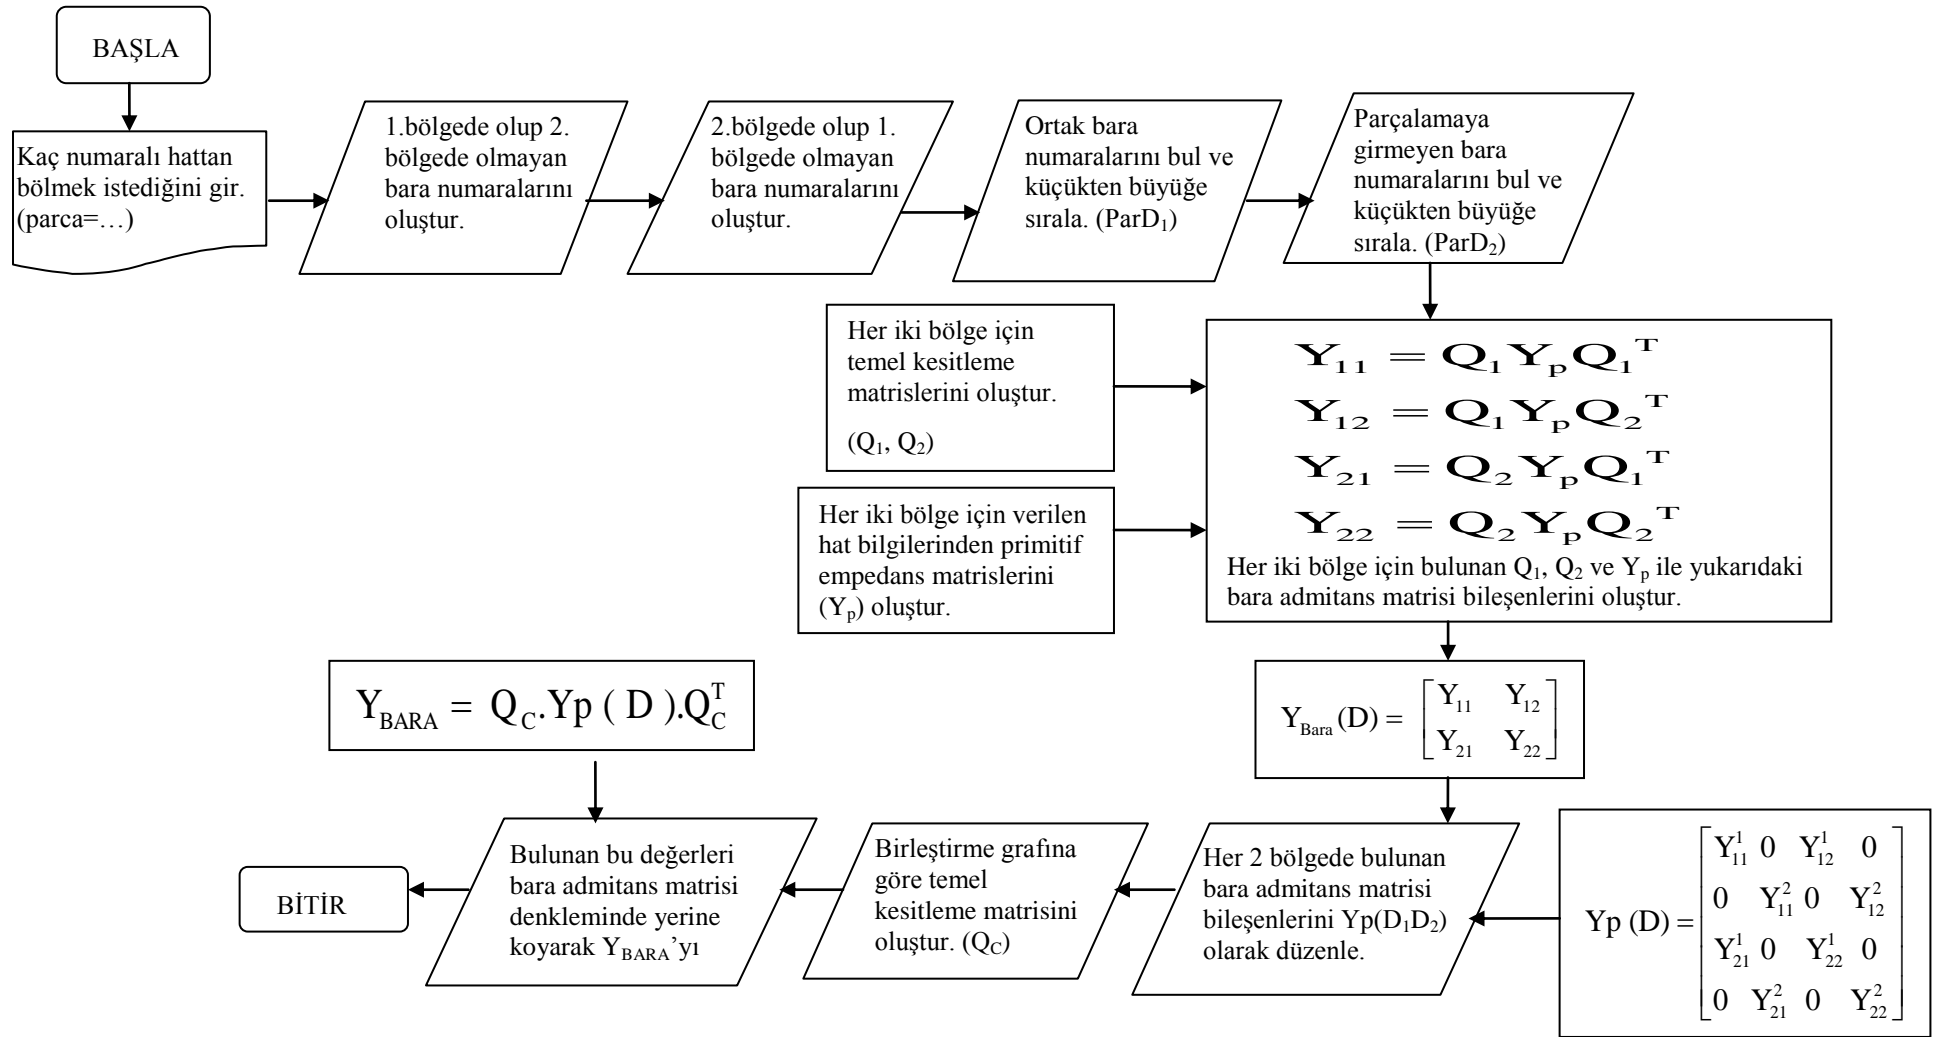 BAŞLA
Kaç numaralı hattan
bölmek istediğini gir.
(parca=…)
1.bölgede olup 2.
bölgede olmayan
bara numaralarını
oluştur.
2.bölgede olup 1.
bölgede olmayan
bara numaralarını
oluştur.
Ortak bara
numaralarını bul ve
küçükten büyüğe
sırala. (ParD₁)
Parçalamaya
girmeyen bara
numaralarını bul ve
küçükten büyüğe
sırala. (ParD₂)
Her iki bölge için
temel kesitleme
matrislerini oluştur.
(Q₁, Q₂)
Her iki bölge için verilen
hat bilgilerinden primitif
empedans matrislerini
(Yₚ) oluştur.
Y₁₁ = Q₁YₚQ₁ᵀ
Y₁₂ = Q₁YₚQ₂ᵀ
Y₂₁ = Q₂YₚQ₁ᵀ
Y₂₂ = Q₂YₚQ₂ᵀ
Her iki bölge için bulunan Q₁, Q₂ ve Yₚ ile yukarıdaki
bara admitans matrisi bileşenlerini oluştur.
Y_Bara (D) = [Y₁₁ Y₁₂
Y₂₁ Y₂₂]
Yp (D) = [Y¹₁₁ 0 Y¹₁₂ 0
0 Y²₁₁ 0 Y²₁₂
Y¹₂₁ 0 Y¹₂₂ 0
0 Y²₂₁ 0 Y²₂₂]
Her 2 bölgede bulunan
bara admitans matrisi
bileşenlerini Yp(D₁D₂)
olarak düzenle.
Birleştirme grafına
göre temel
kesitleme matrisini
oluştur. (Q_C)
Y_BARA = Q_C.Yp ( D ).Q_C^T
Bulunan bu değerleri
bara admitans matrisi
denkleminde yerine
koyarak Y_BARA’yı
BİTİR